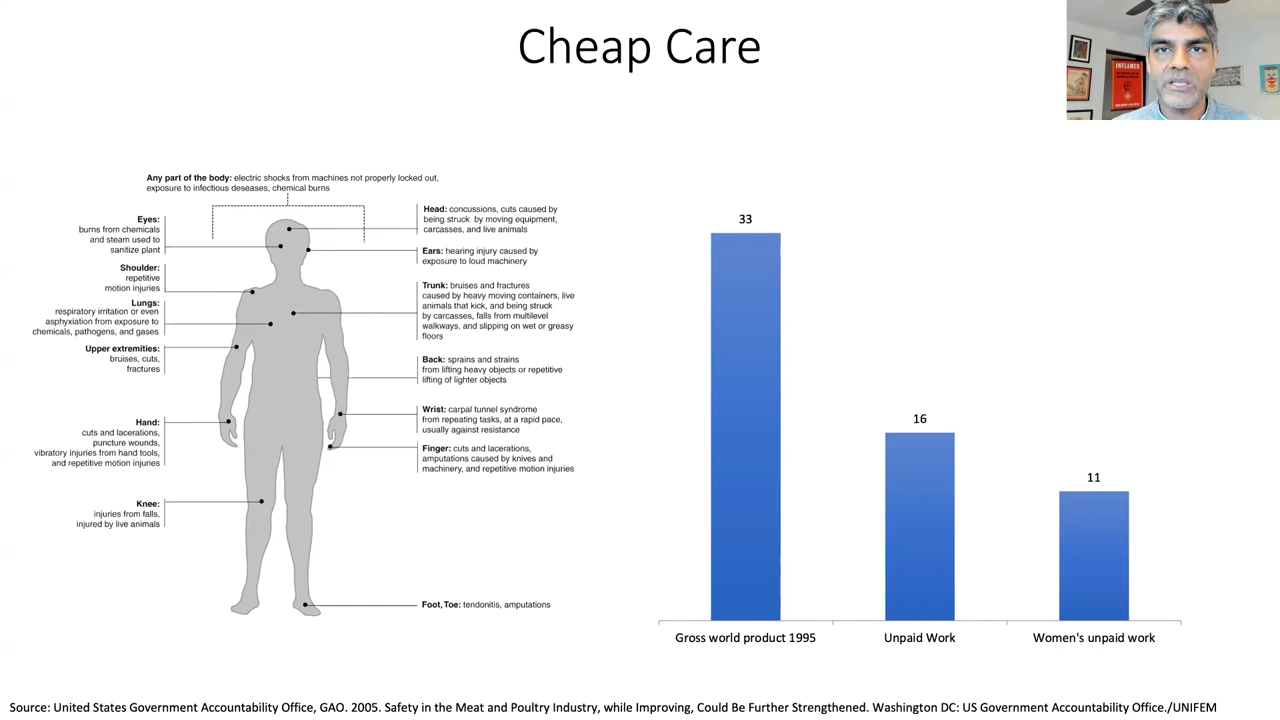 Cheap Care
INFLAMED
Any part of the body: electric shocks from machines not properly locked out,
exposure to infectious diseases, chemical burns
Eyes:
burns from chemicals
and steam used to
sanitize plant
Shoulder:
repetitive
motion injuries
Lungs:
respiratory irritation or even
asphyxiation from exposure to
chemicals, pathogens, and gases
Upper extremities:
bruises, cuts,
fractures
Hand:
cuts and lacerations,
puncture wounds,
vibratory injuries from hand tools,
and repetitive motion injuries
Knee:
injuries from falls,
injured by live animals
Head: concussions, cuts caused by
being struck by moving equipment,
carcasses, and live animals
Ears: hearing injury caused by
exposure to loud machinery
Trunk: bruises and fractures
caused by heavy moving containers, live
animals that kick, and being struck
by carcasses, falls from multilevel
walkways, and slipping on wet or greasy
floors
Back: sprains and strains
from lifting heavy objects or repetitive
lifting of lighter objects
Wrist: carpal tunnel syndrome
from repeating tasks, at a rapid pace,
usually against resistance
Finger: cuts and lacerations,
amputations caused by knives and
machinery, and repetitive motion injuries
Foot, Toe: tendonitis, amputations
33
16
11
Gross world product 1995
Unpaid Work
Women's unpaid work
Source: United States Government Accountability Office, GAO. 2005. Safety in the Meat and Poultry Industry, while Improving, Could Be Further Strengthened. Washington DC: US Government Accountability Office./UNIFEM